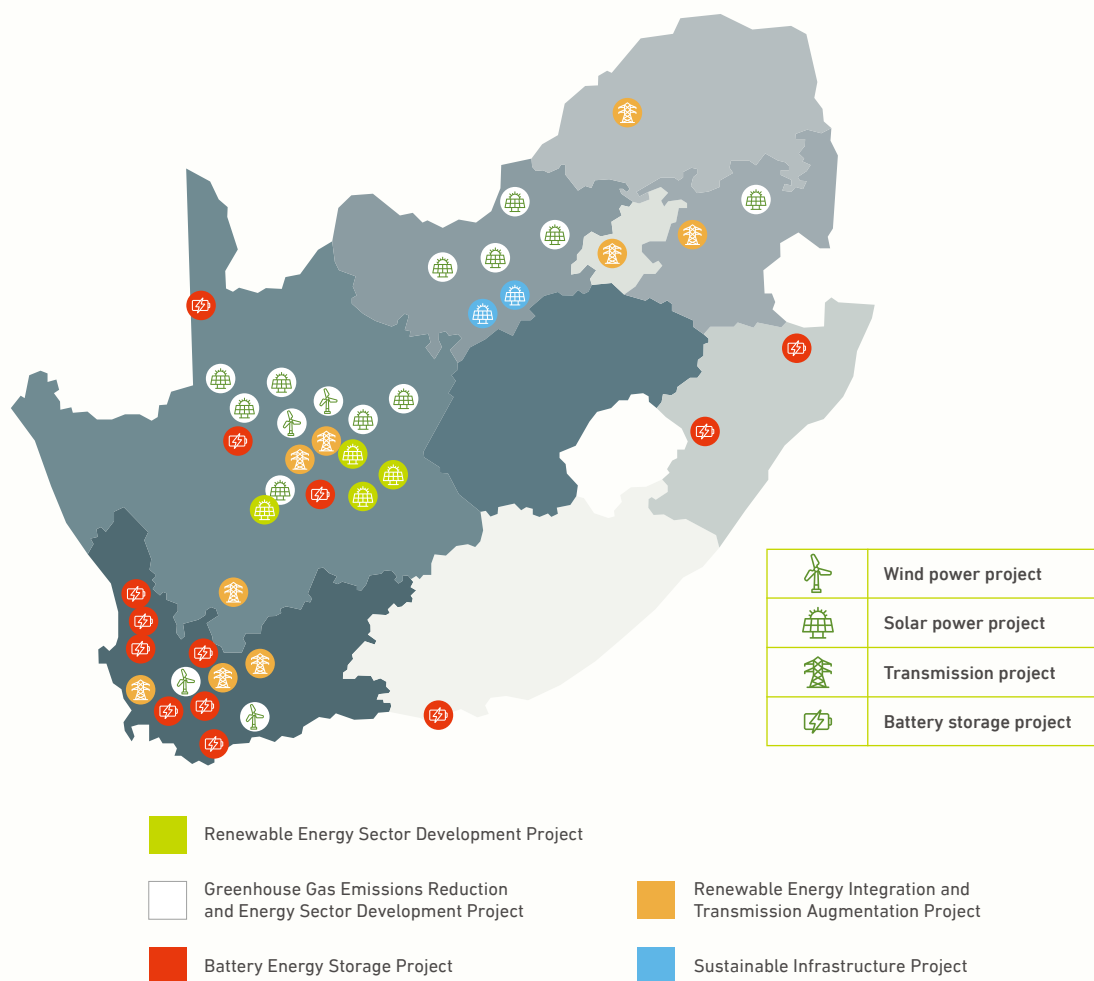 Wind power project
Solar power project
Transmission project
Battery storage project
Renewable Energy Sector Development Project
Greenhouse Gas Emissions Reduction
and Energy Sector Development Project
Renewable Energy Integration and
Transmission Augmentation Project
Battery Energy Storage Project
Sustainable Infrastructure Project